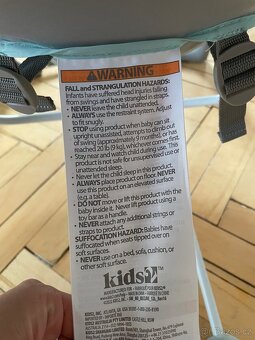 WARNING
FALL and STRANGULATION HAZARDS:
Infants have suffered head injuries falling
from swings and have strangled in straps.
• NEVER leave the child unattended.
• ALWAYS use the restraint system. Adjust
to fit snugly.
• STOP using product when baby can sit
up unassisted, attempts to climb out
of swing (approximately 9 months), or has
reached 20 lb (9 kg), whichever comes first.
• Stay near and watch child during use. This
product is not safe for unsupervised use or
unattended sleep.
• Never let the child sleep in this product.
• ALWAYS place product on floor. NEVER
use this product on an elevated surface
(e.g. a table).
• DO NOT move or lift this product with the
baby inside it. Never lift product using a
toy bar as a handle.
• NEVER attach any additional strings or
straps to product.
SUFFOCATION HAZARD: Babies have
suffocated when seats tipped over on
soft surfaces.
• NEVER use on a bed, sofa, cushion, or
other soft surface.
kids2